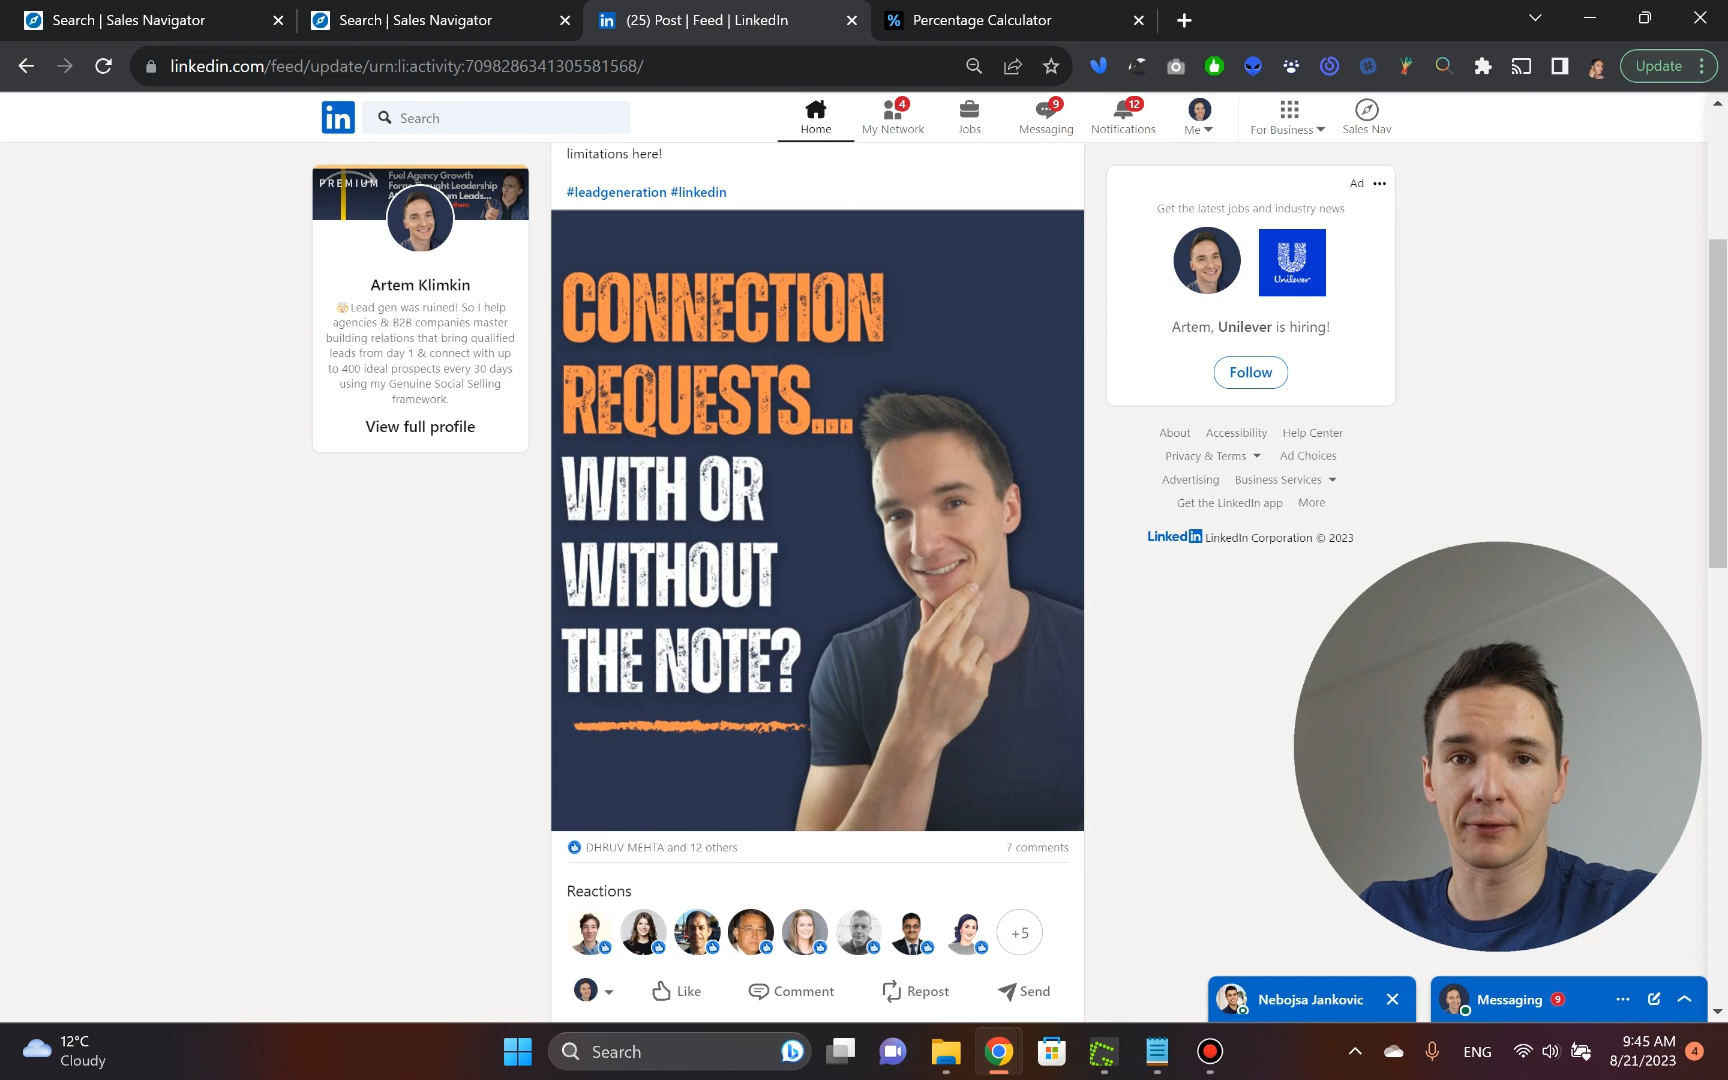 Search | Sales Navigator
Search | Sales Navigator
(25) Post | Feed | LinkedIn
Percentage Calculator
linkedin.com/feed/update/urn:li:activity:7098286341305581568/
Update
in
Search
Home
4
My Network
Jobs
9
Messaging
12
Notifications
Me
For Business
Sales Nav
PREMIUM
Fuel Agency Growth
Artem Klimkin
🤯Lead gen was ruined! So I help
agencies & B2B companies master
building relations that bring qualified
leads from day 1 & connect with up
to 400 ideal prospects every 30 days
using my Genuine Social Selling
framework.
View full profile
limitations here!
#leadgeneration #linkedin
CONNECTION
REQUESTS...
WITH OR
WITHOUT
THE NOTE?
DHRUV MEHTA and 12 others
7 comments
Reactions
+5
Like
Comment
Repost
Send
Ad
Get the latest jobs and industry news
Unilever
Artem, Unilever is hiring!
Follow
About Accessibility Help Center
Privacy & Terms Ad Choices
Advertising Business Services
Get the LinkedIn app More
LinkedIn LinkedIn Corporation © 2023
Nebojsa Jankovic
Messaging 9
12°C
Cloudy
Search
ENG
9:45 AM
8/21/2023
4